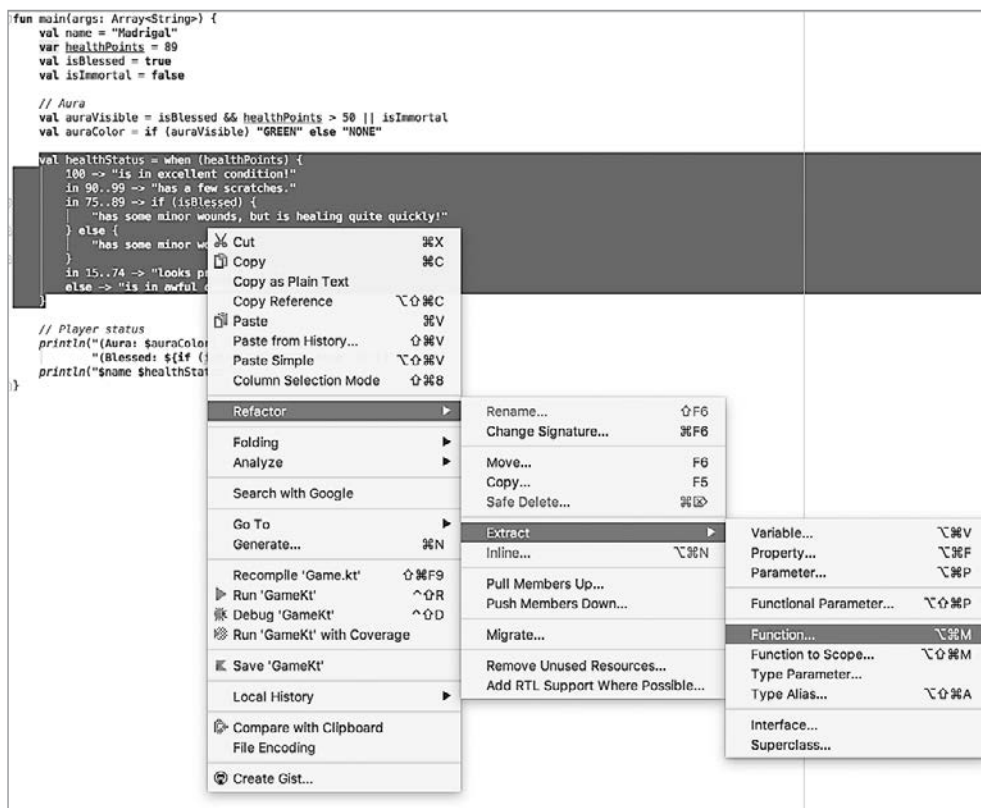 fun main(args: Array<String>) {
val name = "Madrigal"
var healthPoints = 89
val isBlessed = true
val isImmortal = false
// Aura
val auraVisible = isBlessed && healthPoints > 50 || isImmortal
val auraColor = if (auraVisible) "GREEN" else "NONE"
val healthStatus = when (healthPoints) {
100 -> "is in excellent condition!"
in 90..99 -> "has a few scratches."
in 75..89 -> if (isBlessed) {
"has some minor wounds, but is healing quite quickly!"
} else {
"has some minor wo
}
in 15..74 -> "looks pr
else -> "is in awful
}
// Player status
println("(Aura: $auraColor
"(Blessed: ${if (
println("$name $healthStat
}
Cut ⌘X
Copy ⌘C
Copy as Plain Text
Copy Reference ⌥⇧⌘C
Paste ⌘V
Paste from History... ⇧⌘V
Paste Simple ⌥⇧⌘V
Column Selection Mode ⇧⌘8
Refactor ▶
Folding ▶
Analyze ▶
Search with Google
Go To ▶
Generate... ⌘N
Recompile 'Game.kt' ⇧⌘F9
Run 'GameKt' ^⇧R
Debug 'GameKt' ^⇧D
Run 'GameKt' with Coverage
Save 'GameKt'
Local History ▶
Compare with Clipboard
File Encoding
Create Gist...
Rename... ⇧F6
Change Signature... ⌘F6
Move... F6
Copy... F5
Safe Delete... ⌘⌦
Extract ▶
Inline... ⌥⌘N
Pull Members Up...
Push Members Down...
Migrate...
Remove Unused Resources...
Add RTL Support Where Possible...
Variable... ⌥⌘V
Property... ⌥⌘F
Parameter... ⌥⌘P
Functional Parameter... ⌥⇧⌘P
Function... ⌥⌘M
Function to Scope... ⌥⇧⌘M
Type Parameter...
Type Alias... ⌥⇧⌘A
Interface...
Superclass...